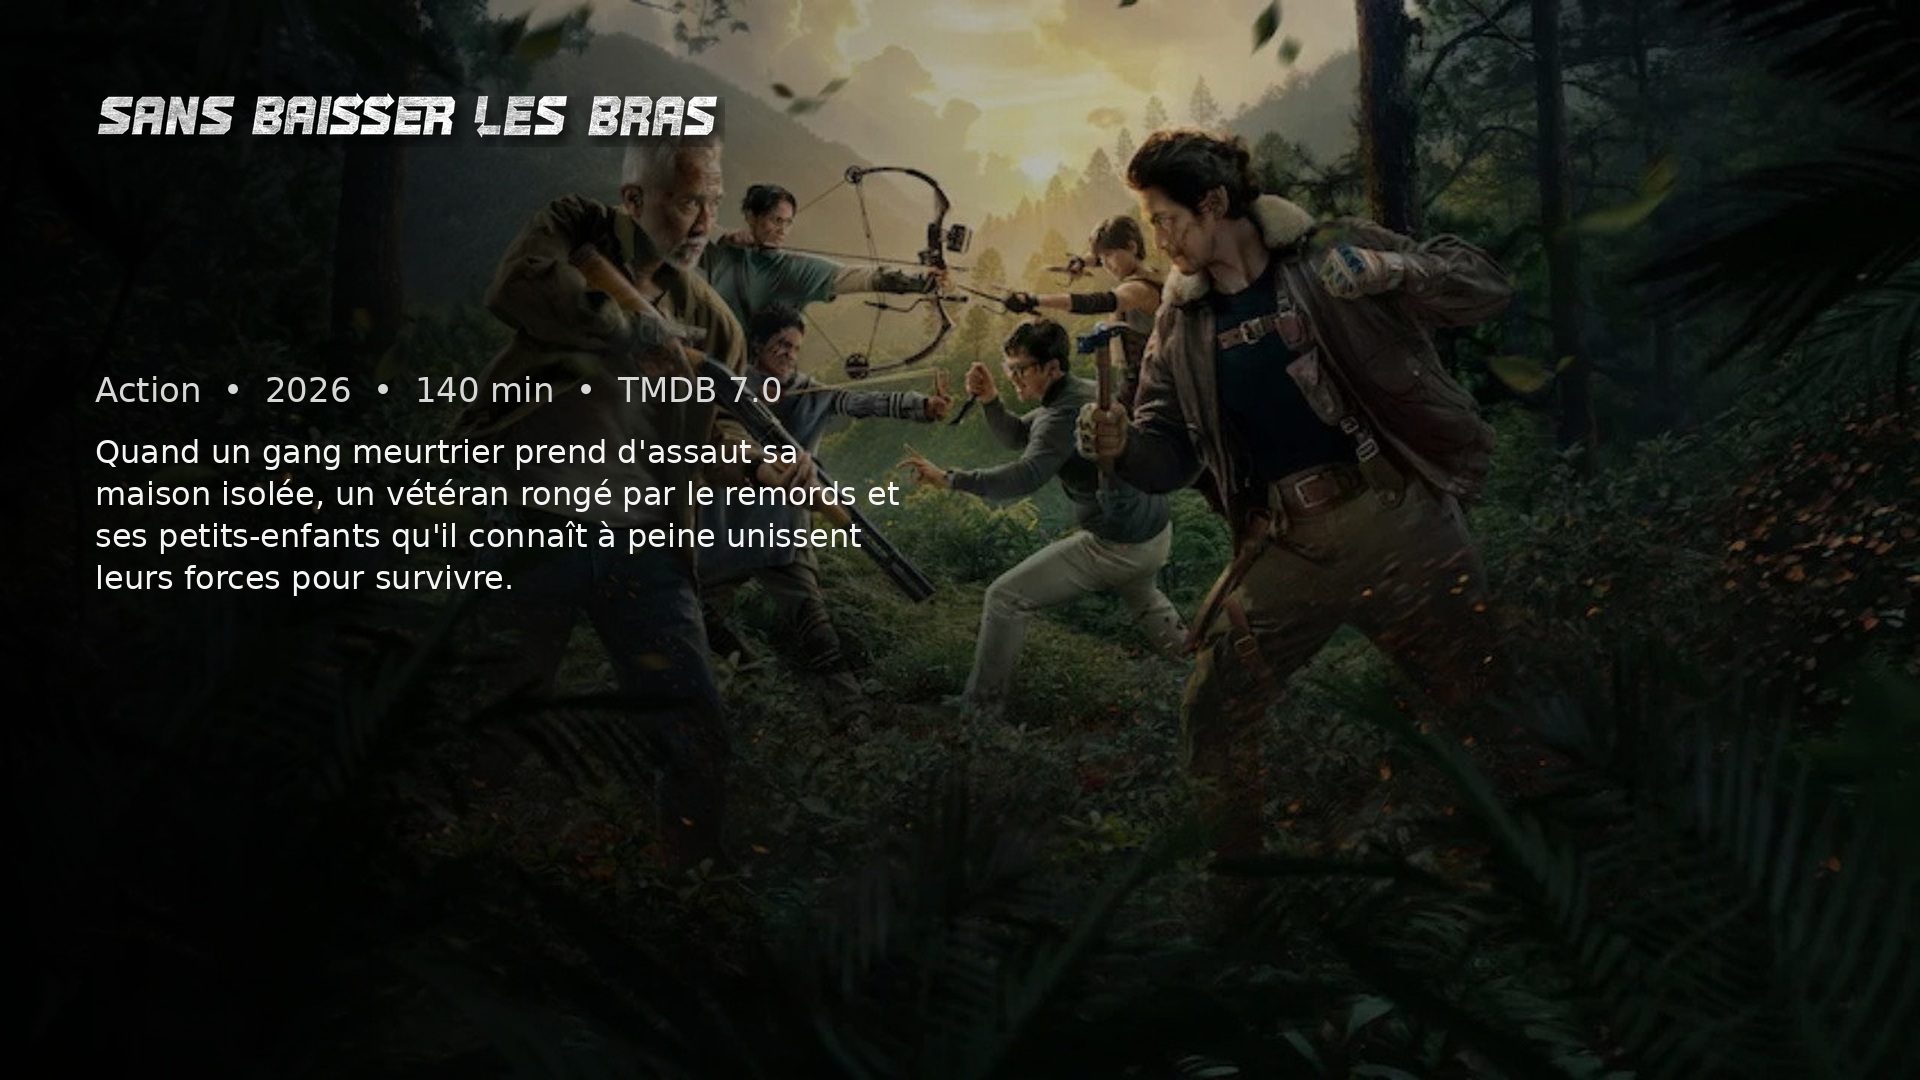 SANS BAISSER LES BRAS
Action • 2026 • 140 min • TMDB 7.0
Quand un gang meurtrier prend d'assaut sa
maison isolée, un vétéran rongé par le remords et
ses petits-enfants qu'il connaît à peine unissent
leurs forces pour survivre.